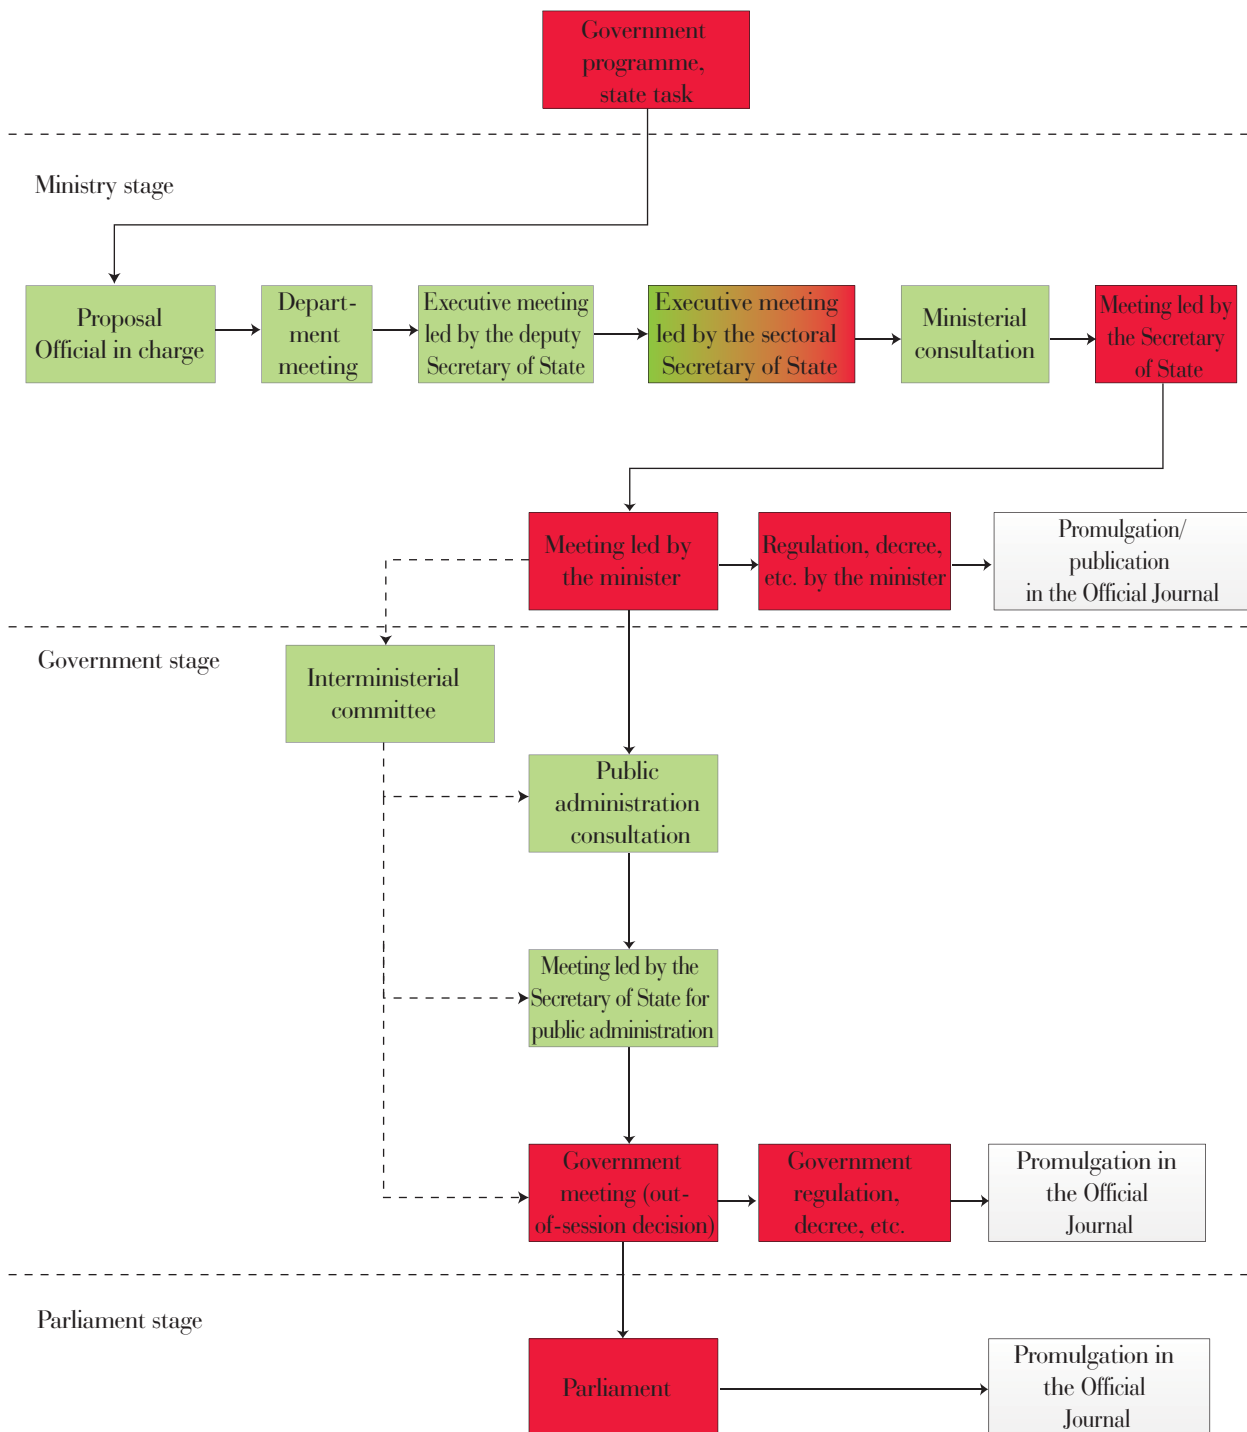 Government
programme,
state task
Ministry stage
Proposal
Official in charge
Depart-
ment
meeting
Executive meeting
led by the deputy
Secretary of State
Executive meeting
led by the sectoral
Secretary of State
Ministerial
consultation
Meeting led by
the Secretary
of State
Meeting led by
the minister
Regulation, decree,
etc. by the minister
Promulgation/
publication
in the Official Journal
Government stage
Interministerial
committee
Public
administration
consultation
Meeting led by the
Secretary of State for
public administration
Government
meeting (out-
of-session decision)
Government
regulation,
decree, etc.
Promulgation in
the Official
Journal
Parliament stage
Parliament
Promulgation in
the Official
Journal